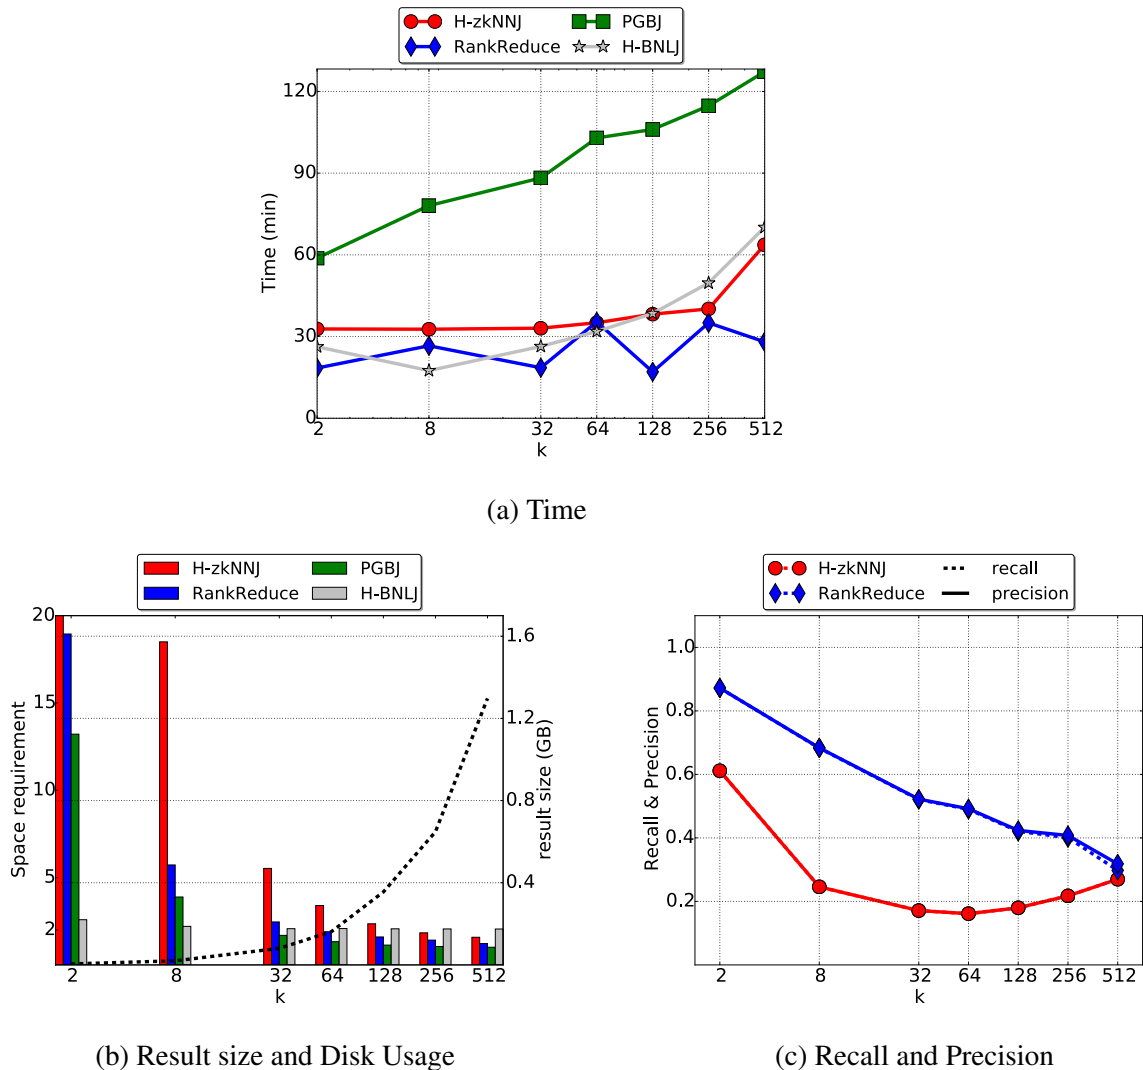 H-zkNNJ PGBJ
RankReduce H-BNLJ
120
90
60
30
0
Time (min)
2 8 32 64 128 256 512
k
(a) Time
H-zkNNJ PGBJ
RankReduce H-BNLJ
20
15
10
5
2
Space requirement
1.6
1.2
0.8
0.4
result size (GB)
2 8 32 64 128 256 512
k
(b) Result size and Disk Usage
H-zkNNJ recall
RankReduce precision
1.0
0.8
0.6
0.4
0.2
Recall & Precision
2 8 32 64 128 256 512
k
(c) Recall and Precision